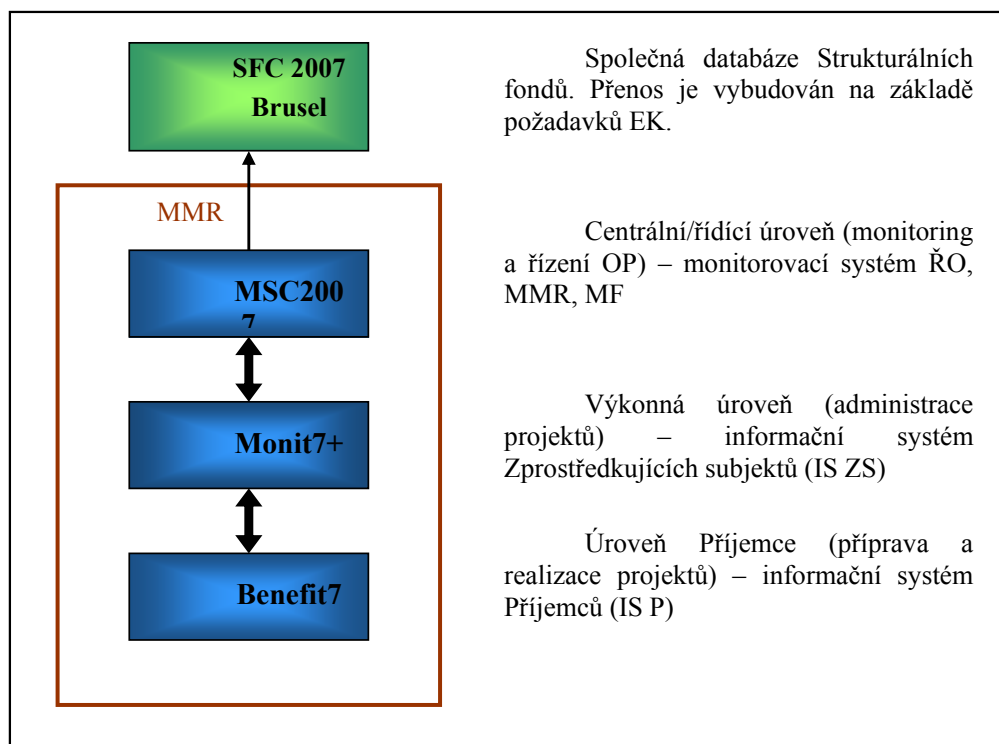 SFC 2007
Brusel
Společná databáze Strukturálních
fondů. Přenos je vybudován na základě
požadavků EK.
MMR
MSC200
7
Centrální/řídící úroveň (monitoring
a řízení OP) – monitorovací systém ŘO,
MMR, MF
Monit7+
Výkonná úroveň (administrace
projektů) – informační systém
Zprostředkujících subjektů (IS ZS)
Benefit7
Úroveň Příjemce (příprava a
realizace projektů) – informační systém
Příjemců (IS P)